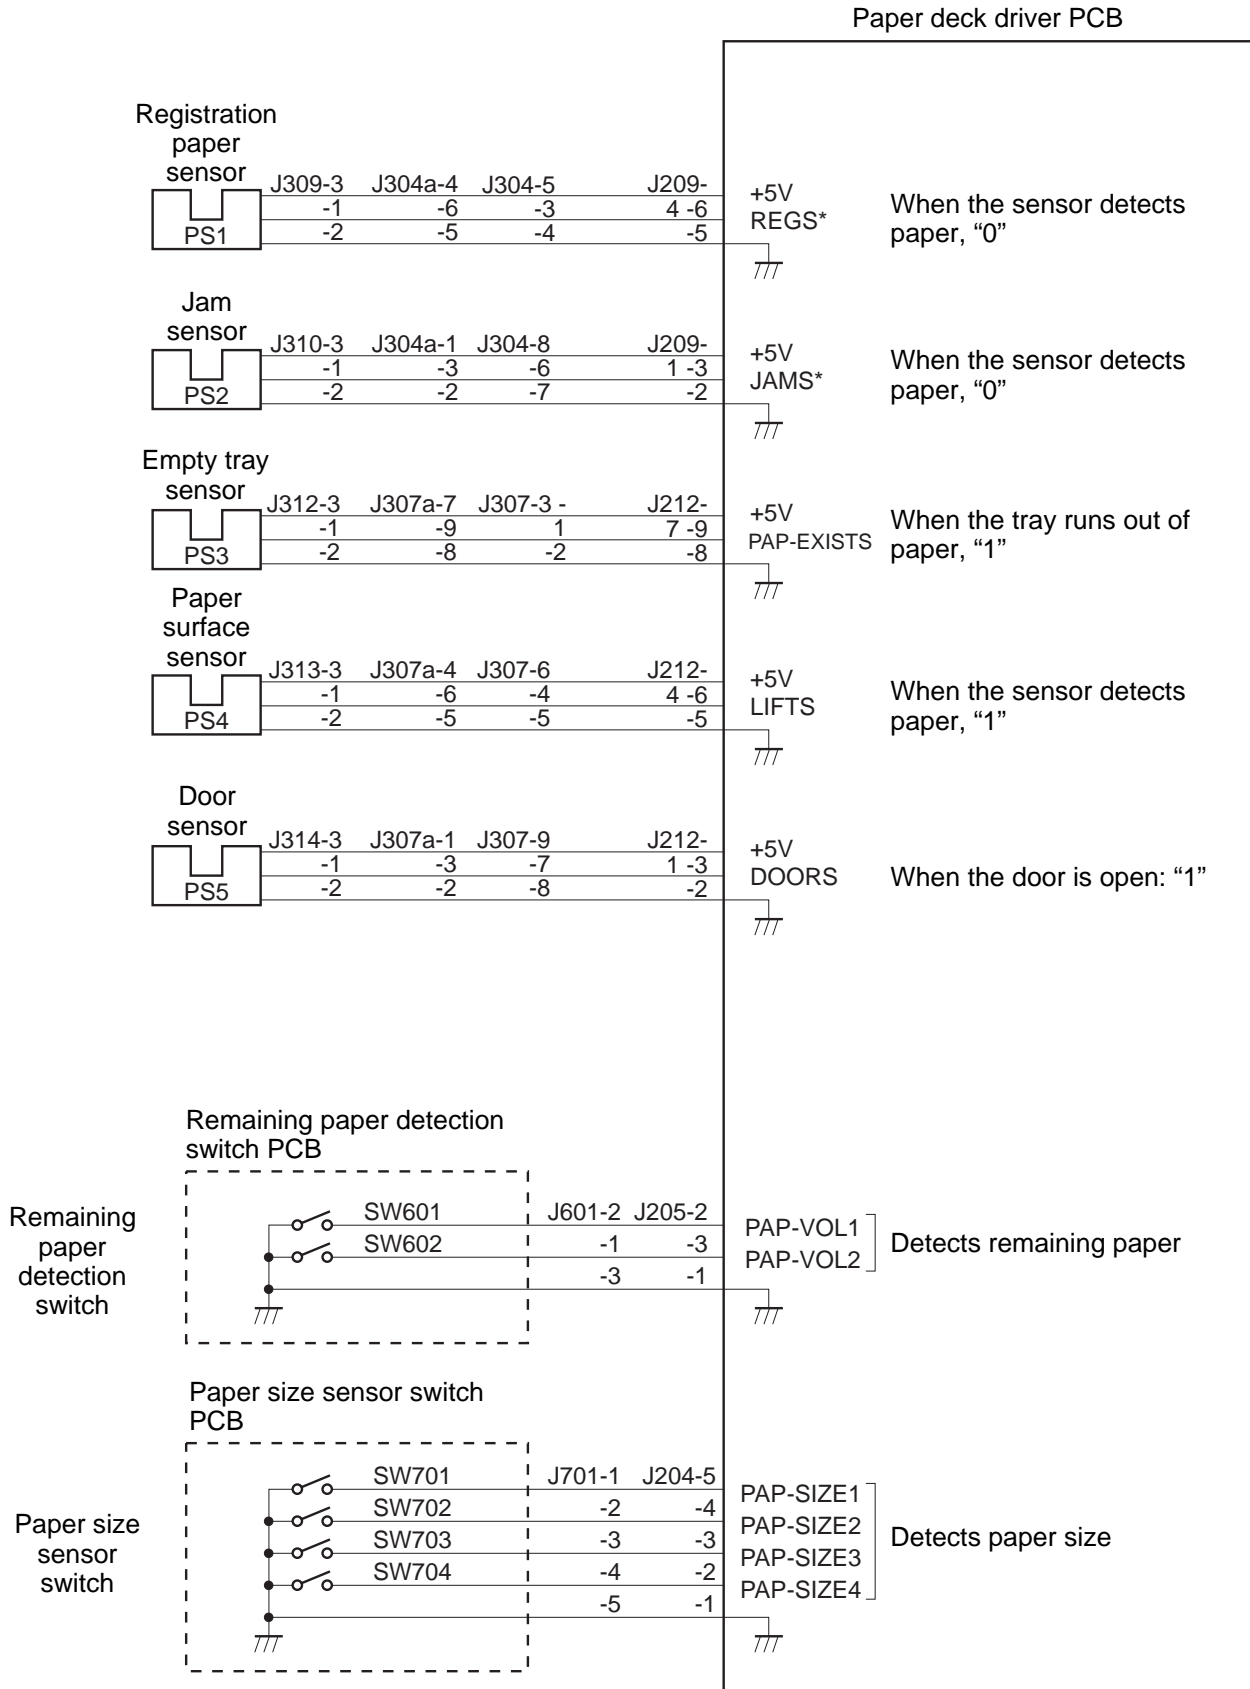 Paper deck driver PCB
Registration
paper
sensor
J309-3 J304a-4 J304-5 J209-
-1 -6 -3 4 -6
PS1 -2 -5 -4 -5
+5V
REGS*
When the sensor detects
paper, “0”
Jam
sensor
J310-3 J304a-1 J304-8 J209-
-1 -3 -6 1 -3
PS2 -2 -2 -7 -2
+5V
JAMS*
When the sensor detects
paper, “0”
Empty tray
sensor
J312-3 J307a-7 J307-3 - J212-
-1 -9 1 7 -9
PS3 -2 -8 -2 -8
+5V
PAP-EXISTS
When the tray runs out of
paper, “1”
Paper
surface
sensor
J313-3 J307a-4 J307-6 J212-
-1 -6 -4 4 -6
PS4 -2 -5 -5 -5
+5V
LIFTS
When the sensor detects
paper, “1”
Door
sensor
J314-3 J307a-1 J307-9 J212-
-1 -3 -7 1 -3
PS5 -2 -2 -8 -2
+5V
DOORS
When the door is open: “1”
Remaining paper detection
switch PCB
Remaining
paper
detection
switch
SW601 J601-2 J205-2 PAP-VOL1
SW602 -1 -3 PAP-VOL2
-3 -1
Detects remaining paper
Paper size sensor switch
PCB
Paper size
sensor
switch
SW701 J701-1 J204-5 PAP-SIZE1
SW702 -2 -4 PAP-SIZE2
SW703 -3 -3 PAP-SIZE3
SW704 -4 -2 PAP-SIZE4
-5 -1
Detects paper size